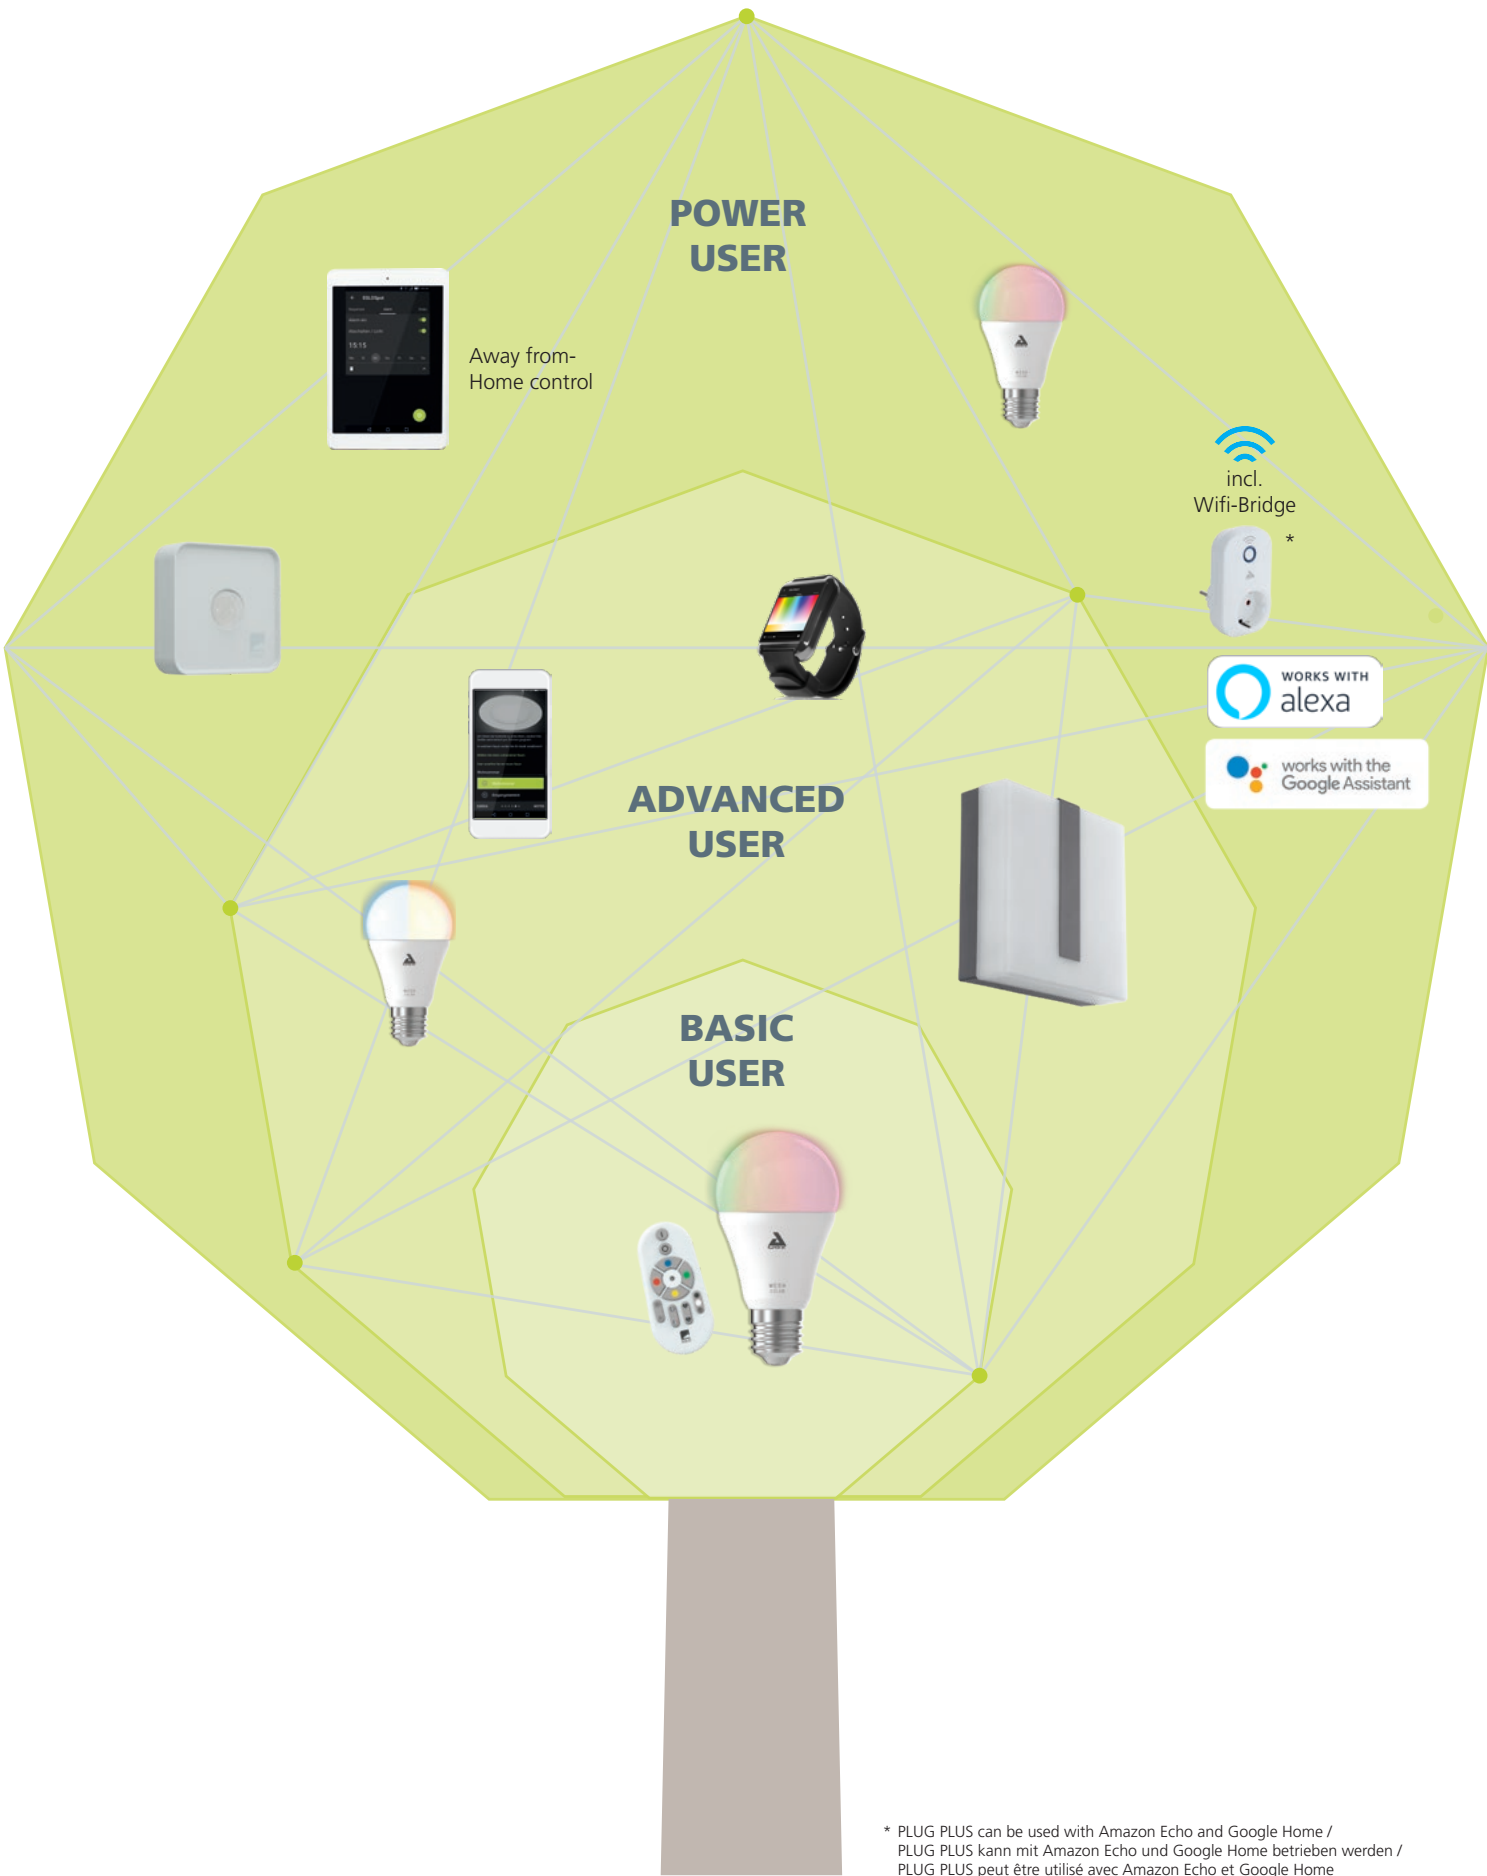 POWER
USER
Away from-
Home control
15:15
incl.
Wifi-Bridge
*
WORKS WITH
alexa
works with the
Google Assistant
ADVANCED
USER
BASIC
USER
* PLUG PLUS can be used with Amazon Echo and Google Home /
PLUG PLUS kann mit Amazon Echo und Google Home betrieben werden /
PLUG PLUS peut être utilisé avec Amazon Echo et Google Home